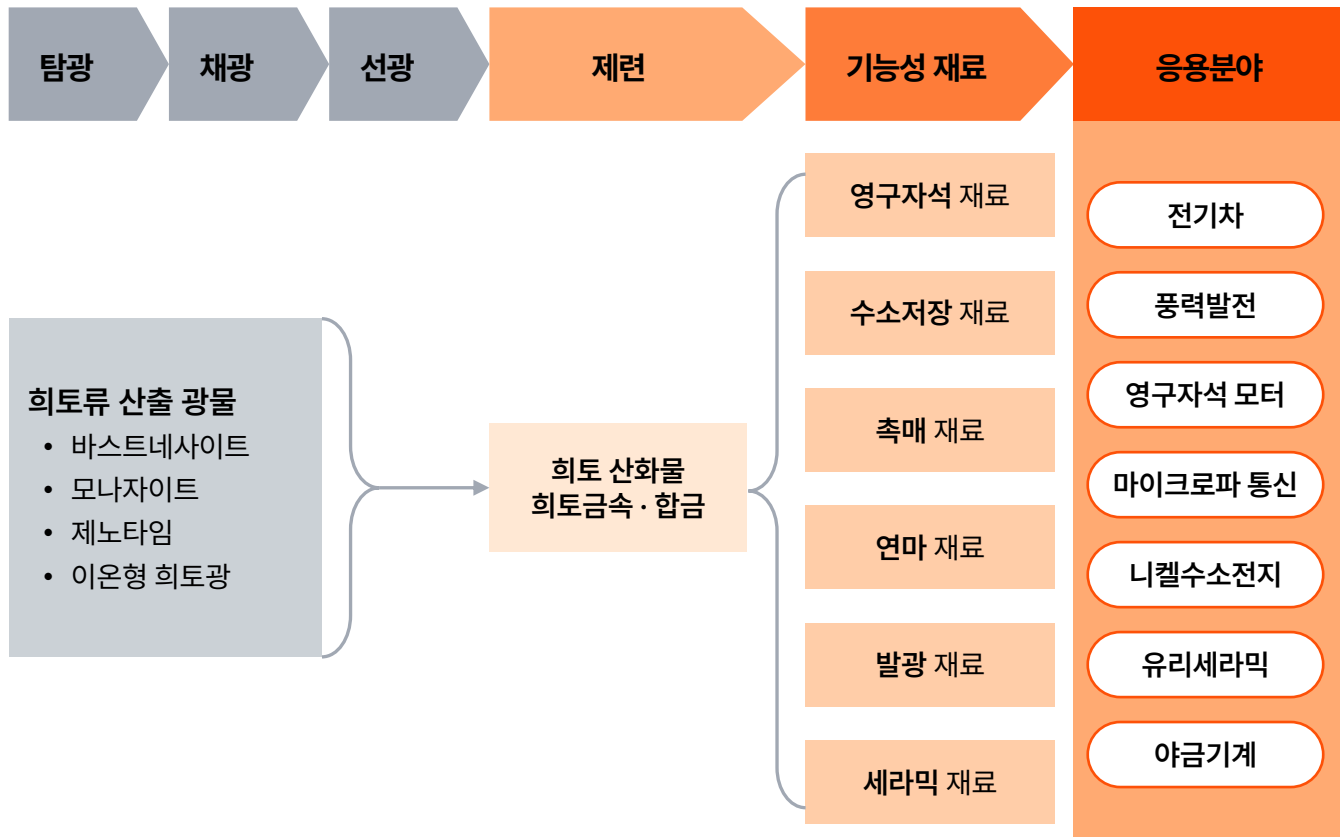 탐광
채광
선광
제련
기능성 재료
응용분야
희토류 산출 광물
• 바스트네사이트
• 모나자이트
• 제노타임
• 이온형 희토광
희토 산화물
희토금속 · 합금
영구자석 재료
수소저장 재료
촉매 재료
연마 재료
발광 재료
세라믹 재료
전기차
풍력발전
영구자석 모터
마이크로파 통신
니켈수소전지
유리세라믹
야금기계